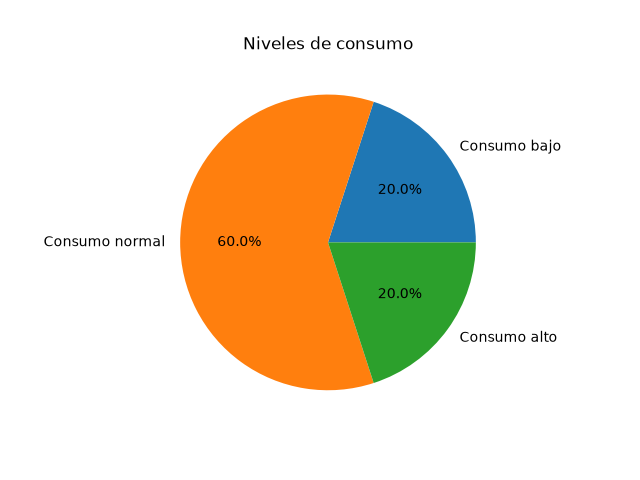 Niveles de consumo
Consumo bajo
20.0%
Consumo normal
60.0%
20.0%
Consumo alto